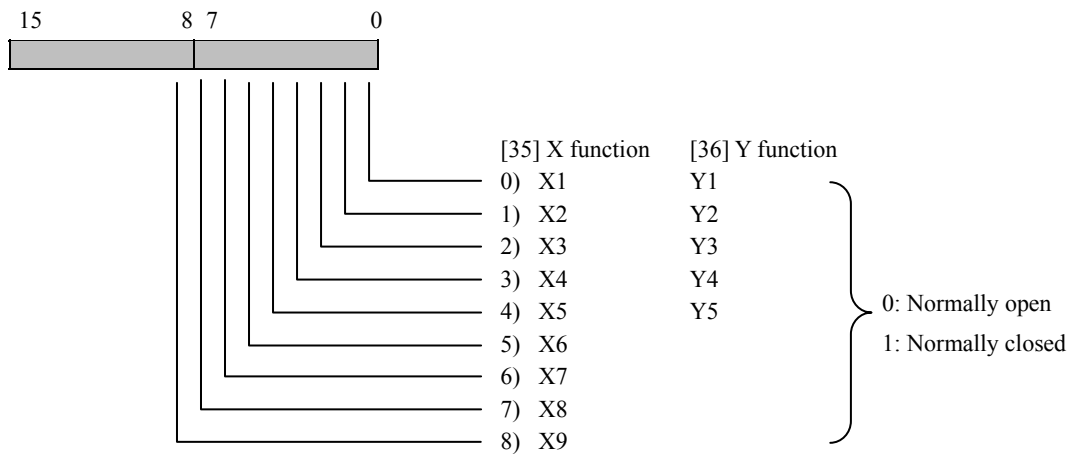 15 8 7 0
[35] X function [36] Y function
0) X1 Y1
1) X2 Y2
2) X3 Y3
3) X4 Y4
4) X5 Y5
0: Normally open
5) X6
1: Normally closed
6) X7
7) X8
8) X9